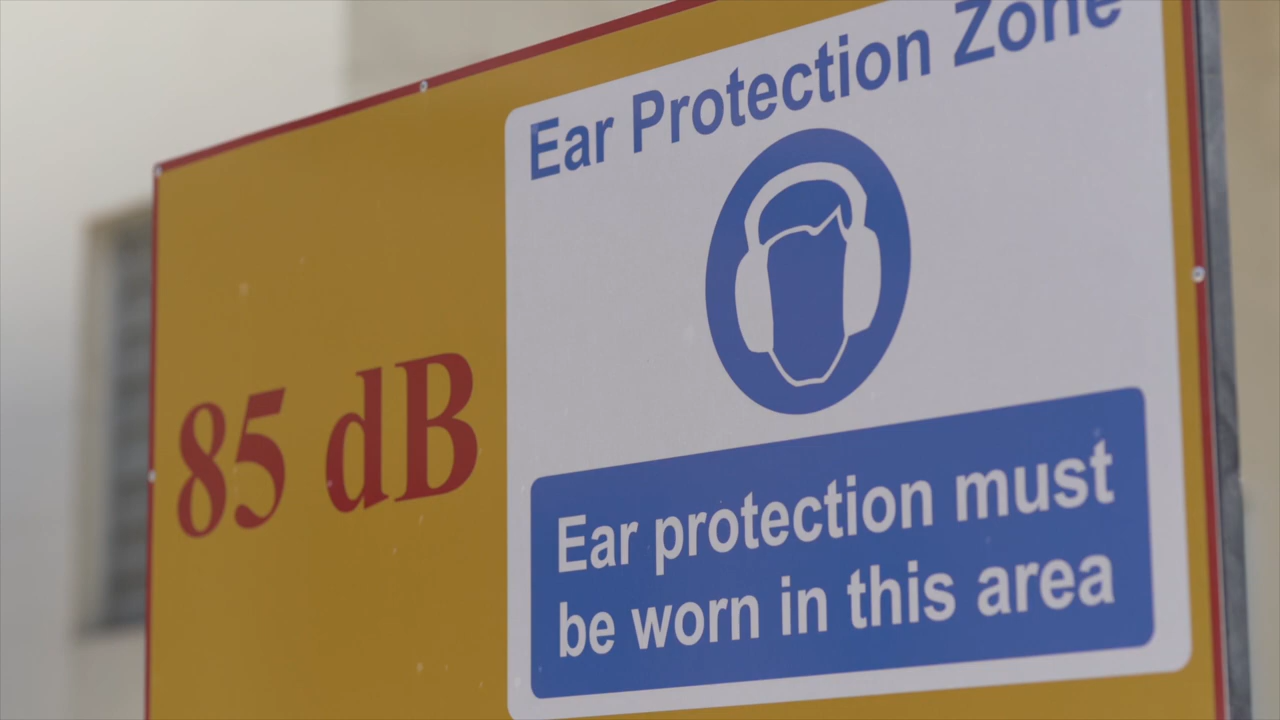 Ear Protection Zone
85 dB
Ear protection must
be worn in this area